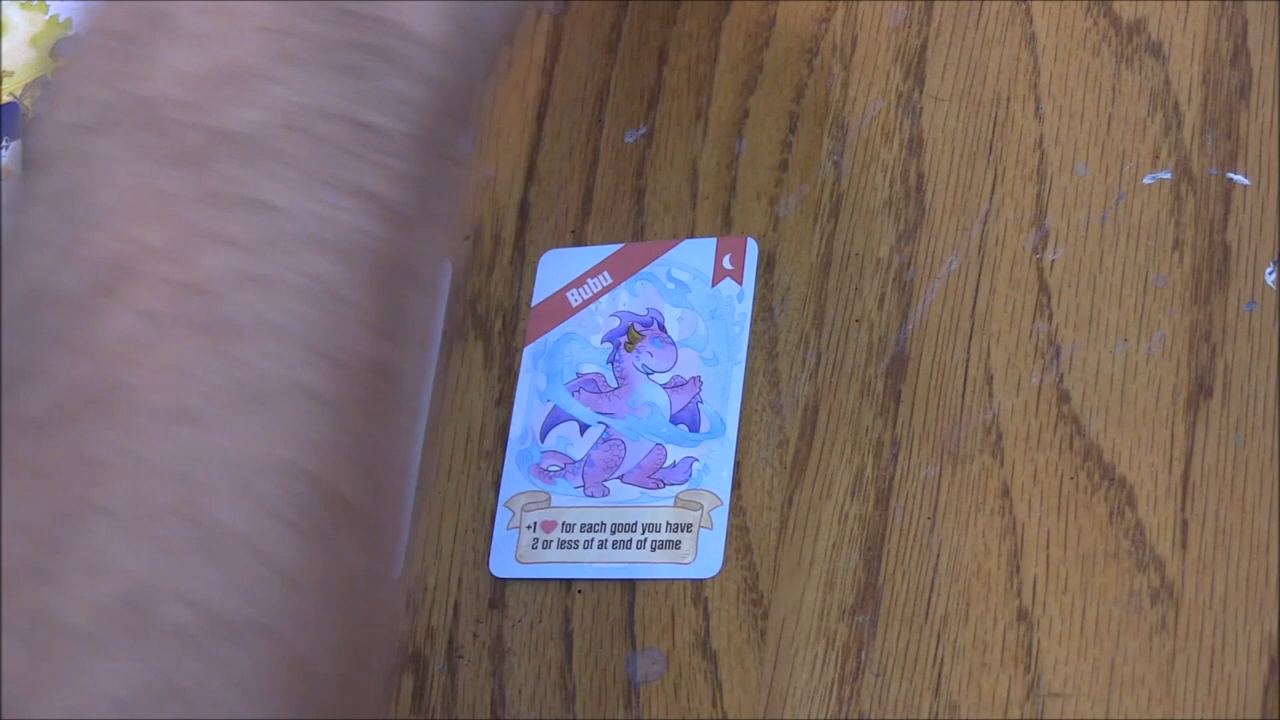 Bubu
+1 ❤ for each good you have
2 or less of at end of game